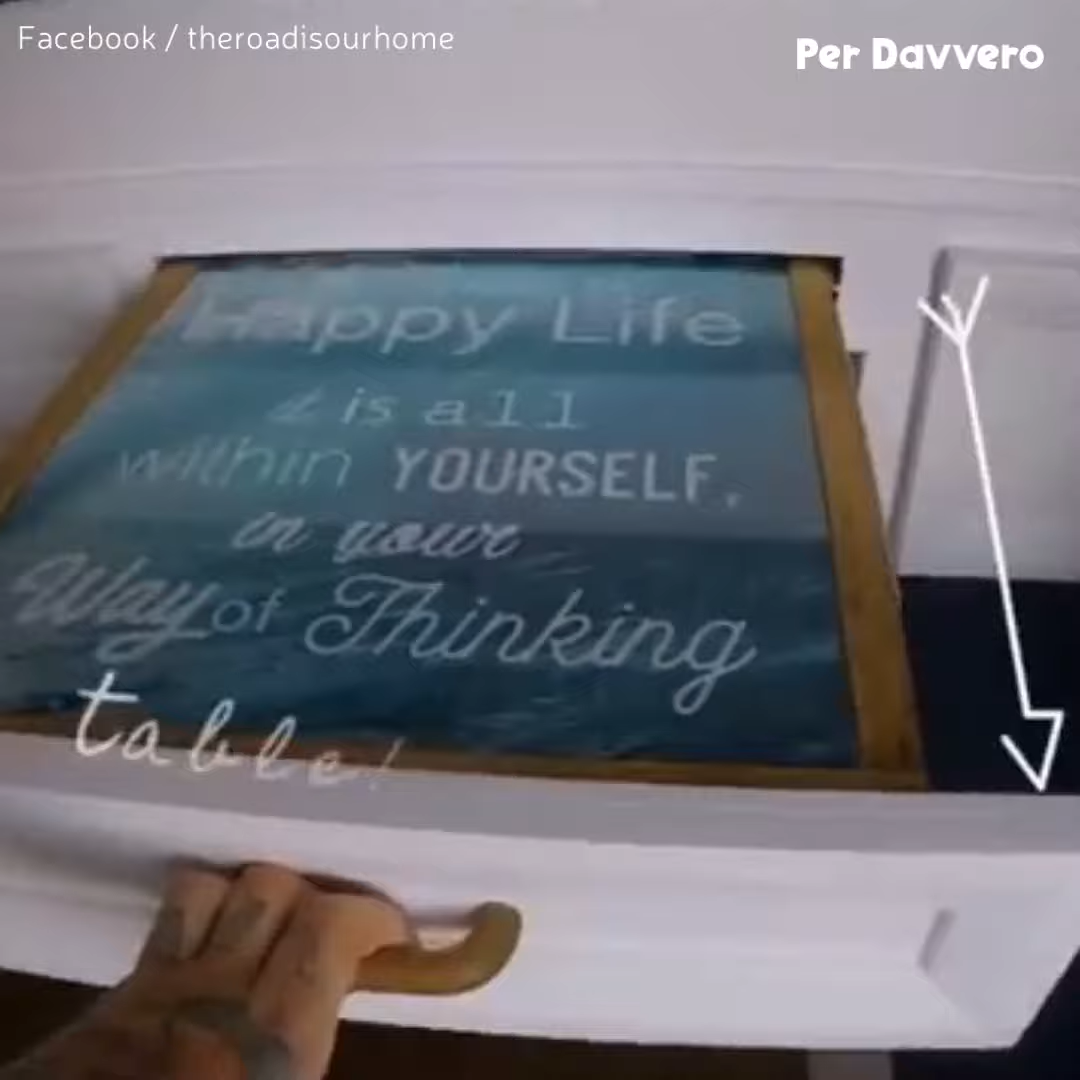 Facebook / theroadisourhome
Per Davvero
Happy Life
is all
within YOURSELF,
in your
Way of Thinking
table!